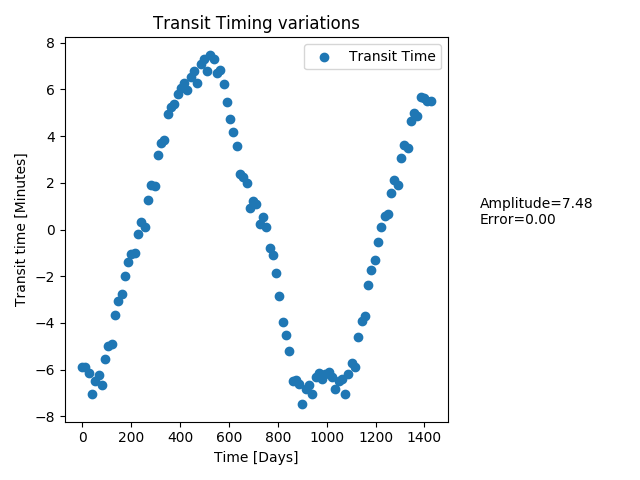 Transit Timing variations
Transit Time
Transit time [Minutes]
8
6
4
2
0
−2
−4
−6
−8
0
200
400
600
800
1000
1200
1400
Time [Days]
Amplitude=7.48
Error=0.00